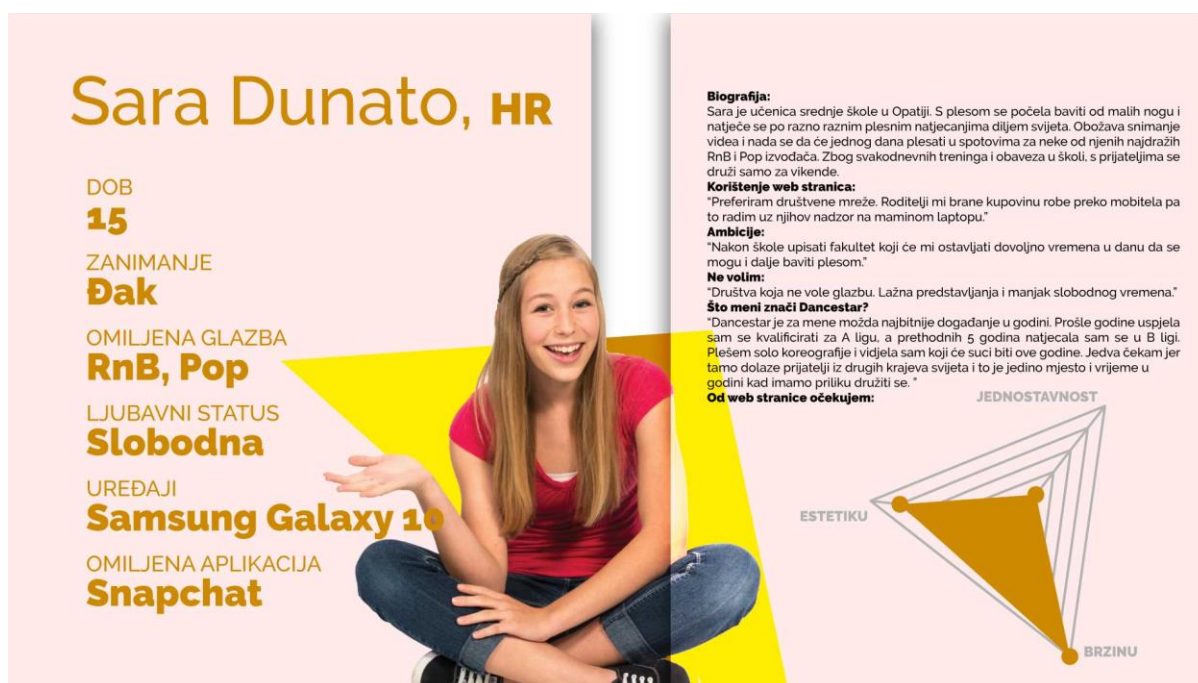 Sara Dunato, HR
DOB
15
ZANIMANJE
Đak
OMILJENA GLAZBA
RnB, Pop
LJUBAVNI STATUS
Slobodna
UREĐAJI
Samsung Galaxy 10
OMILJENA APLIKACIJA
Snapchat
Biografija:
Sara je učenica srednje škole u Opatiji. S plesom se počela baviti od malih nogu i
natječe se po razno raznim plesnim natjecanjima diljem svijeta. Obožava snimanje
videa i nada se da će jednog dana plesati u spotovima za neke od njenih najdražih
RnB i Pop izvođača. Zbog svakodnevnih treninga i obaveza u školi, s prijateljima se
druži samo za vikende.
Korištenje web stranica:
"Preferiram društvene mreže. Roditelji mi brane kupovinu robe preko mobitela pa
to radim uz njihov nadzor na maminom laptopu."
Ambicije:
"Nakon škole upisati fakultet koji će mi ostavljati dovoljno vremena u danu da se
mogu i dalje baviti plesom."
Ne volim:
"Društva koja ne vole glazbu. Lažna predstavljanja i manjak slobodnog vremena."
Što meni znači Dancestar?
"Dancestar je za mene možda najbitnije događanje u godini. Prošle godine uspjela
sam se kvalificirati za A ligu, a prethodnih 5 godina natjecala sam se u B ligi.
Plešem solo koreografije i vidjela sam koji će suci biti ove godine. Jedva čekam jer
tamo dolaze prijatelji iz drugih krajeva svijeta i to je jedino mjesto i vrijeme u
godini kad imamo priliku družiti se. "
Od web stranice očekujem:
JEDNOSTAVNOST
ESTETIKU
BRZINU